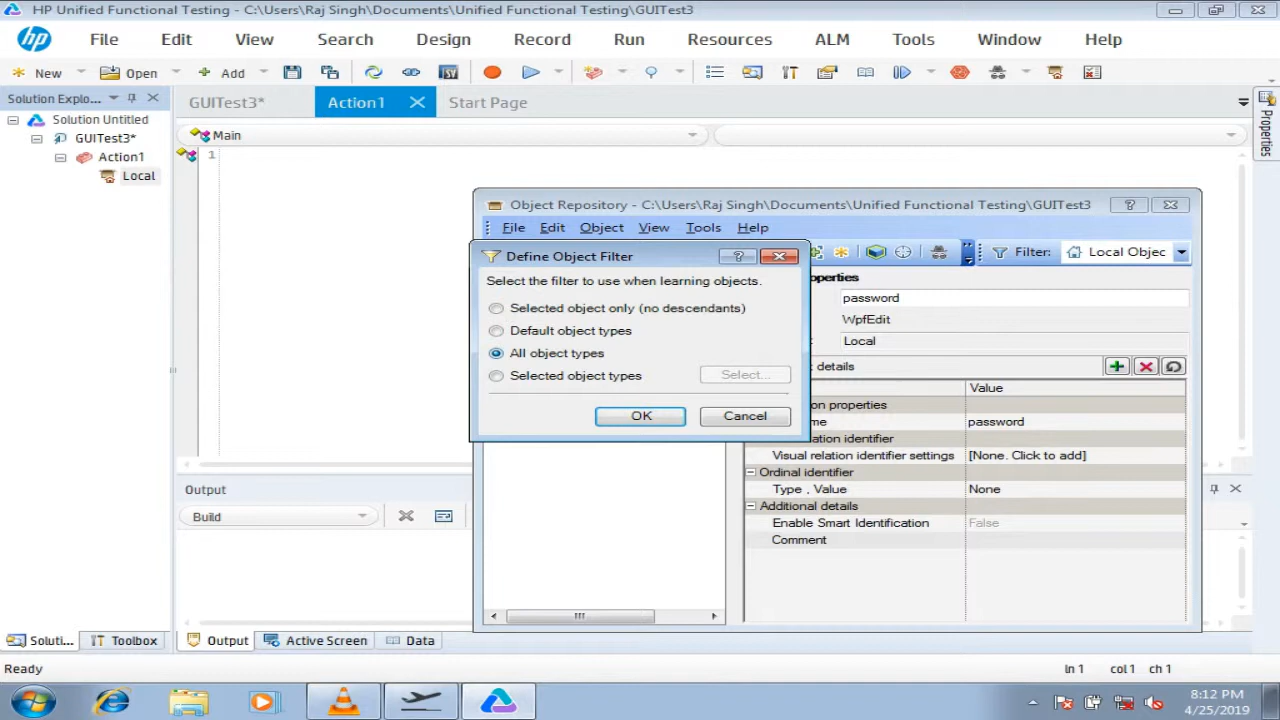 HP Unified Functional Testing - C:\Users\Raj Singh\Documents\Unified Functional Testing\GUITest3
hp File Edit View Search Design Record Run Resources ALM Tools Window Help
New Open Add
Solution Explo... GUITest3* Action1 Start Page
Solution Untitled
GUITest3*
Action1
Local
Main
1
Properties
Object Repository - C:\Users\Raj Singh\Documents\Unified Functional Testing\GUITest3
File Edit Object View Tools Help
Filter: Local Objec
Define Object Filter
Select the filter to use when learning objects.
Selected object only (no descendants)
Default object types
All object types
Selected object types Select...
OK Cancel
operties
password
WpfEdit
Local
details
Value
on properties
me password
ation identifier
Visual relation identifier settings [None. Click to add]
Ordinal identifier
Type , Value None
Additional details
Enable Smart Identification False
Comment
Output
Build
Soluti... Toolbox Output Active Screen Data
Ready ln 1 col 1 ch 1
8:12 PM
4/25/2019